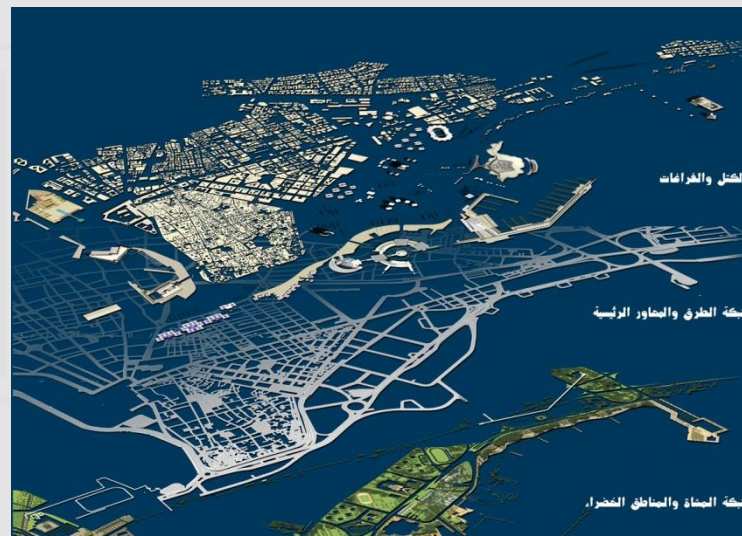 لكتل والفراغات
بكة الطرق والمحاور الرئيسية
بكة المشاة والمناطق الخضراء